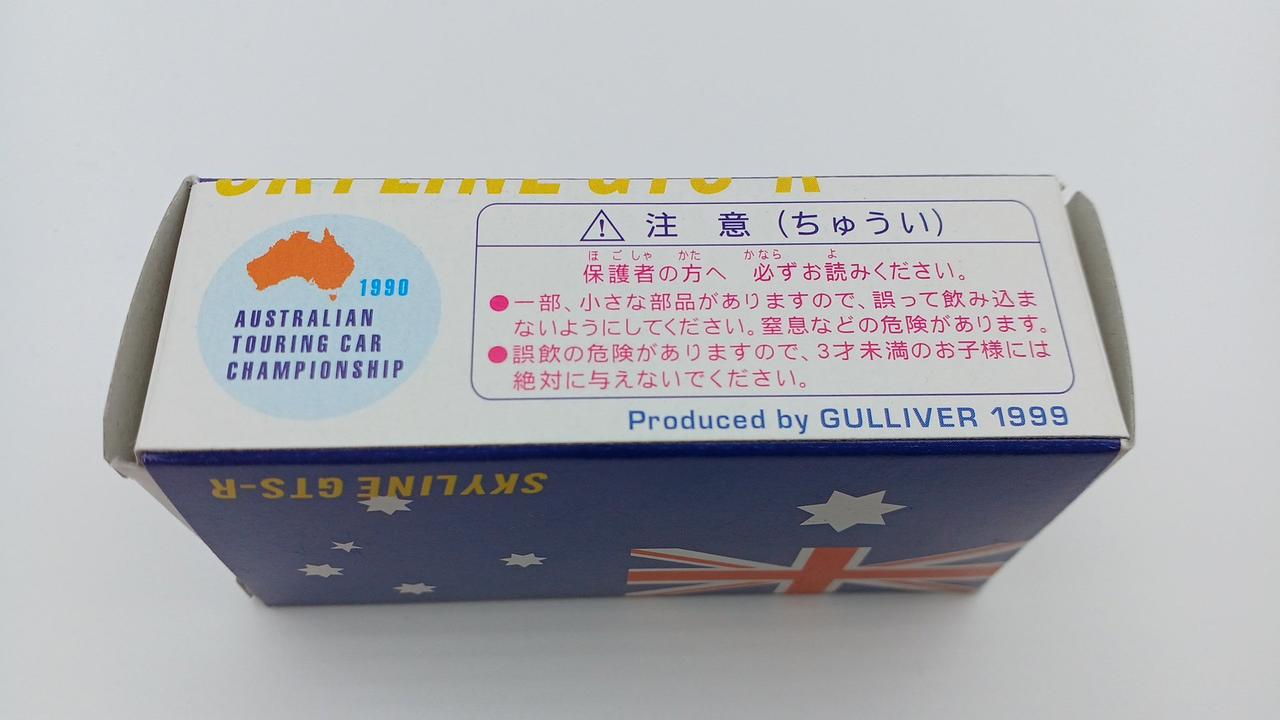 SKYLINE GTS-R
1990
AUSTRALIAN
TOURING CAR
CHAMPIONSHIP
注 意 (ちゅうい)
ほ ご しゃ かた かなら よ
保護者の方へ 必ずお読みください。
●一部、小さな部品がありますので、誤って飲み込ま
ないようにしてください。窒息などの危険があります。
●誤飲の危険がありますので、3才未満のお子様には
絶対に与えないでください。
Produced by GULLIVER 1999
SKYLINE GTS-R